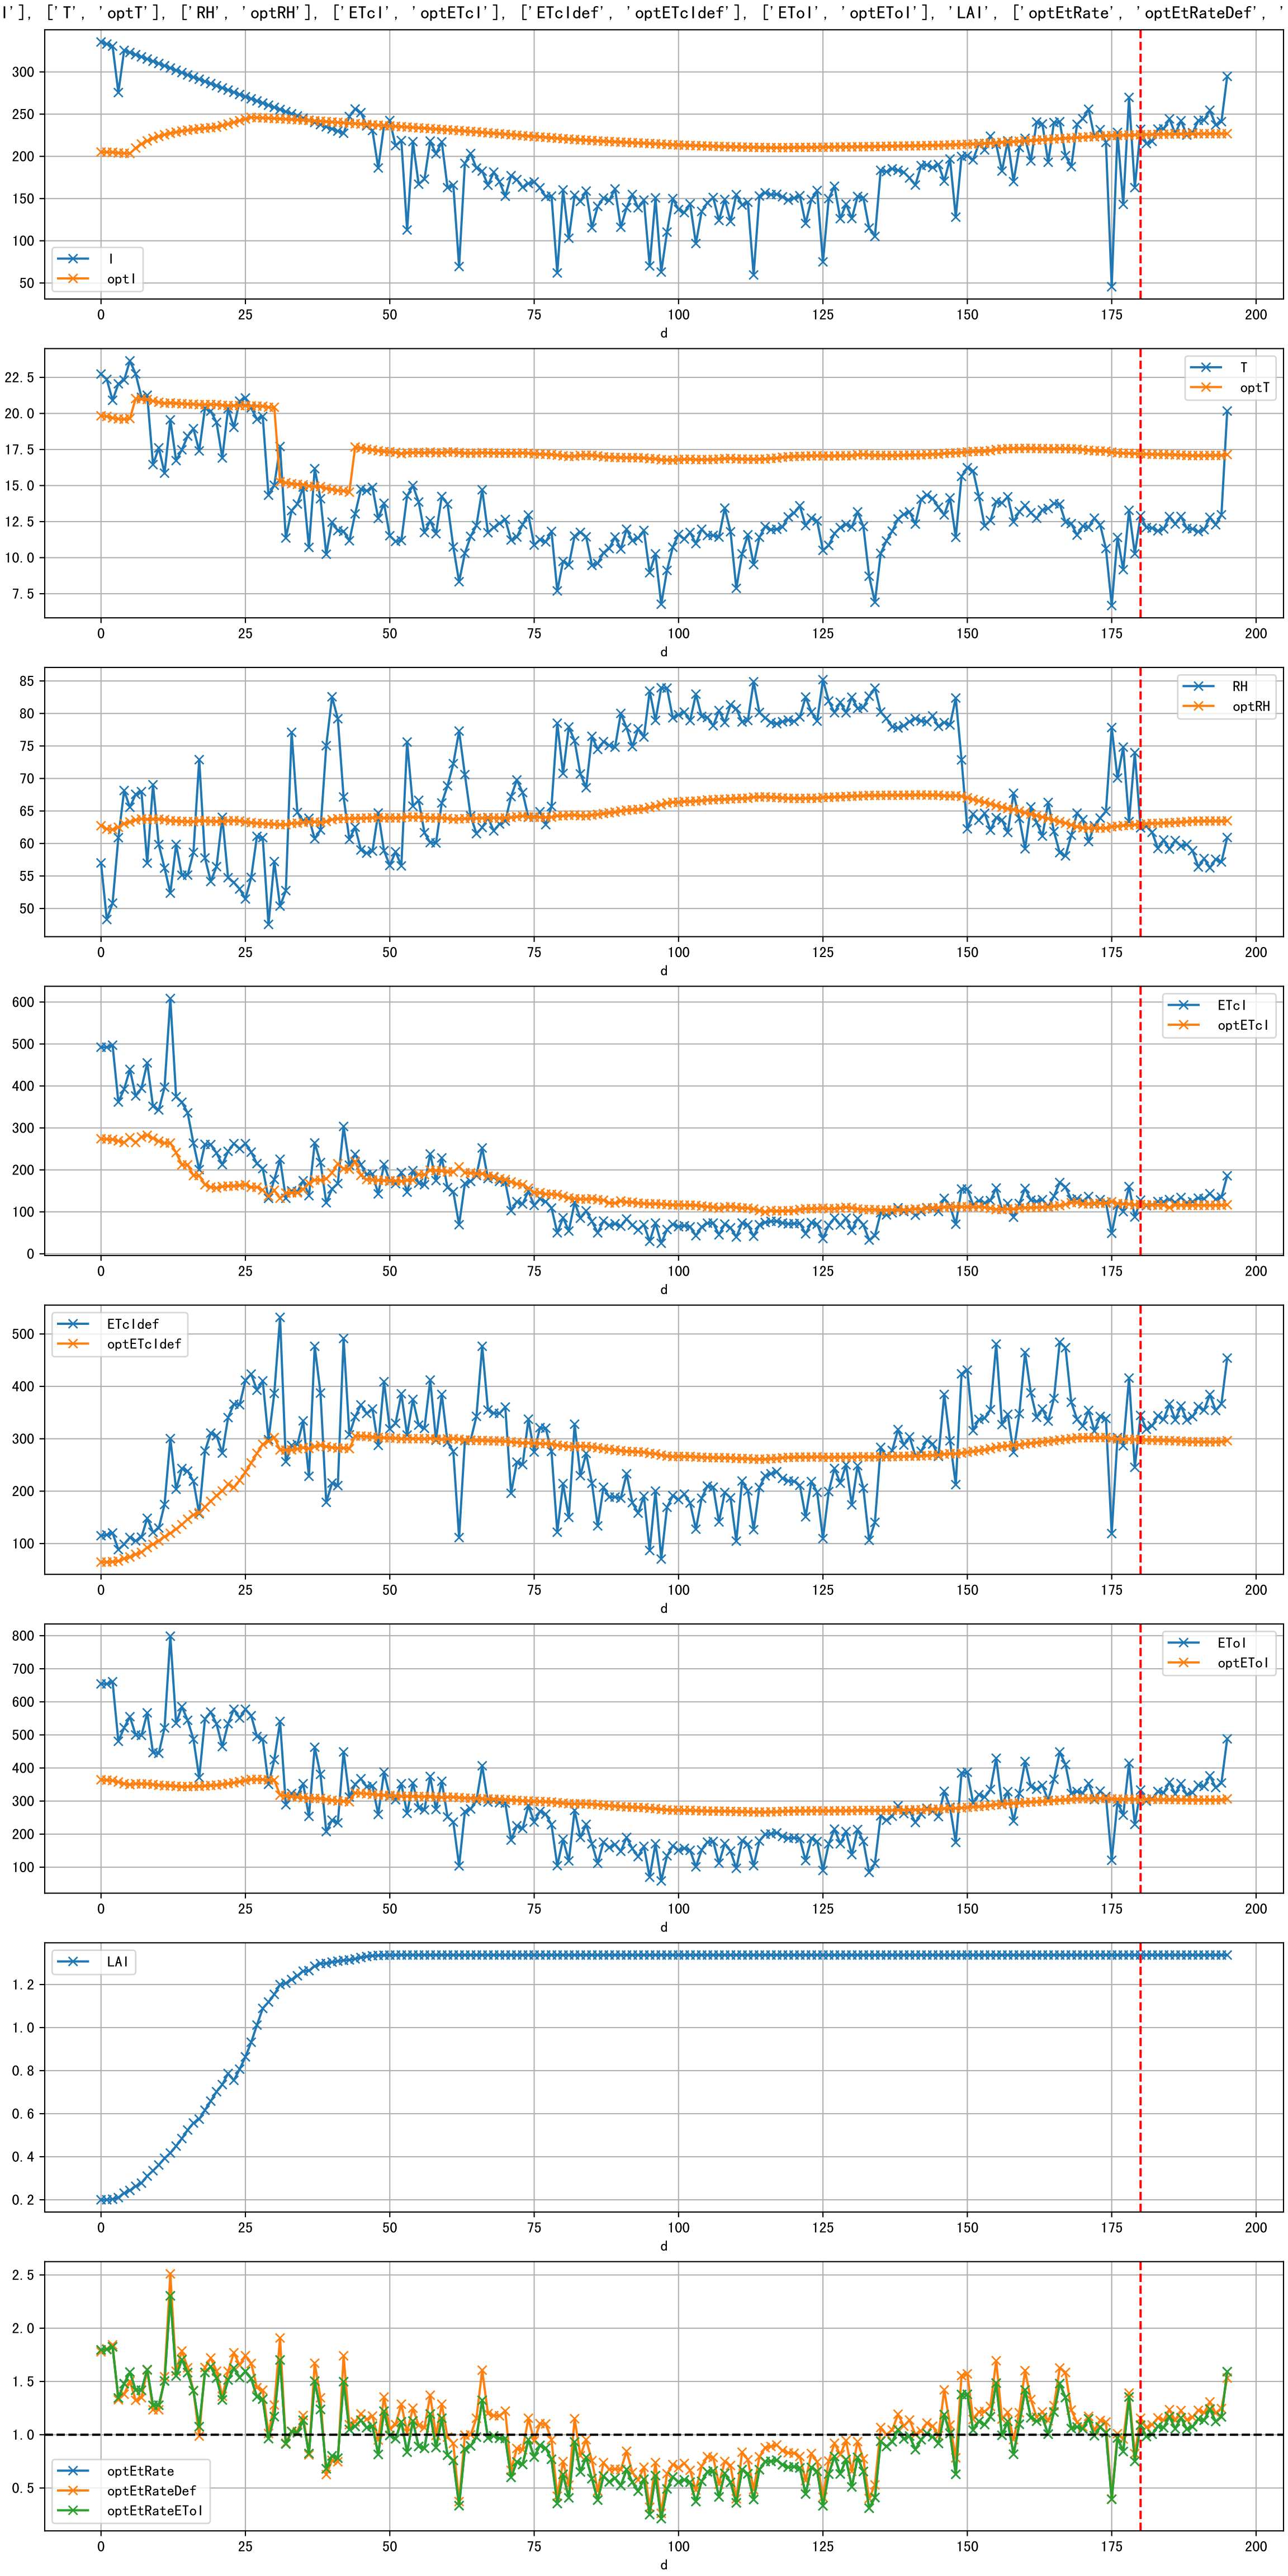 I'], ['T', 'optT'], ['RH', 'optRH'], ['ETcI', 'optETcI'], ['ETcIdef', 'optETcIdef'], ['EToI', 'optEToI'], 'LAI', ['optEtRate', 'optEtRateDef', '
300
250
200
150
100
50
I
optI
0 25 50 75 100 125 150 175 200
d
22.5
20.0
17.5
15.0
12.5
10.0
7.5
T
optT
0 25 50 75 100 125 150 175 200
d
85
80
75
70
65
60
55
50
RH
optRH
0 25 50 75 100 125 150 175 200
d
600
500
400
300
200
100
0
ETcI
optETcI
0 25 50 75 100 125 150 175 200
d
500
400
300
200
100
ETcIdef
optETcIdef
0 25 50 75 100 125 150 175 200
d
800
700
600
500
400
300
200
100
EToI
optEToI
0 25 50 75 100 125 150 175 200
d
1.2
1.0
0.8
0.6
0.4
0.2
LAI
0 25 50 75 100 125 150 175 200
d
2.5
2.0
1.5
1.0
0.5
optEtRate
optEtRateDef
optEtRateEToI
0 25 50 75 100 125 150 175 200
d